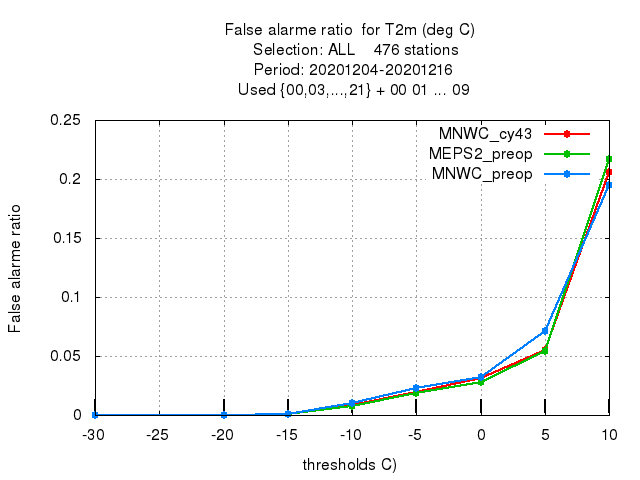 False alarme ratio  for T2m (deg C)
Selection: ALL    476 stations
Period: 20201204-20201216
Used {00,03,...,21} + 00 01 ... 09
MNWC_cy43
MEPS2_preop
MNWC_preop
False alarme ratio
0.25
0.2
0.15
0.1
0.05
0
-30 -25 -20 -15 -10 -5 0 5 10
thresholds C)